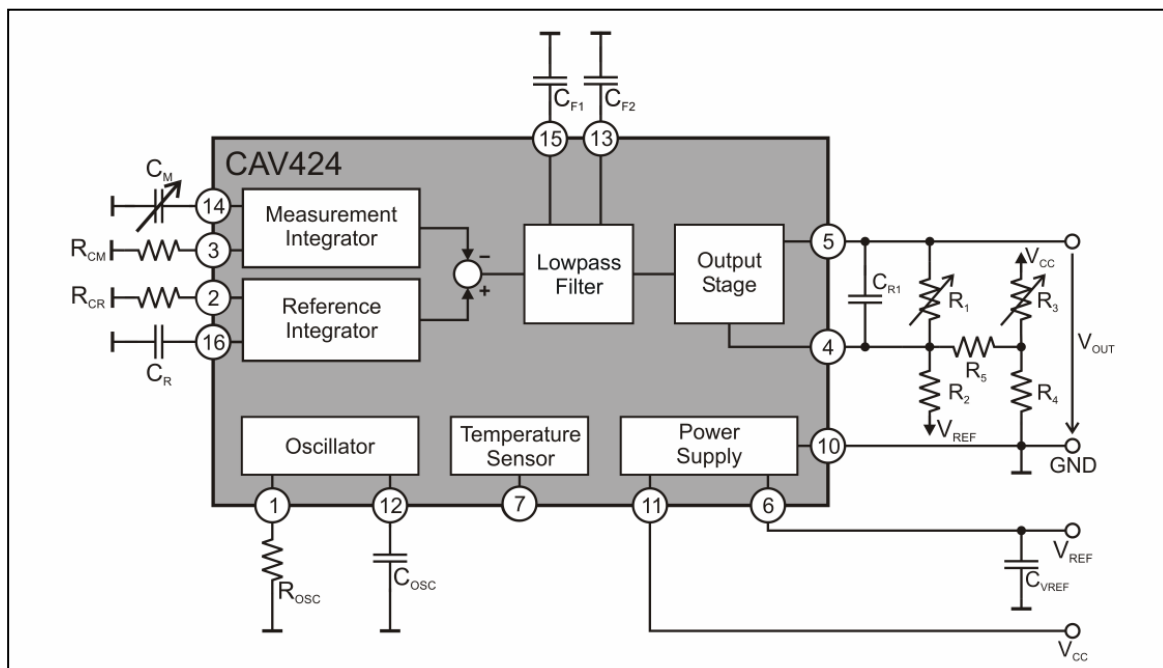 C_F1
C_F2
15
13
CAV424
C_M
14
Measurement
Integrator
R_CM
3
–
+
R_CR
2
Reference
Integrator
16
C_R
Lowpass
Filter
Output
Stage
5
4
C_R1
R_1
V_CC
R_3
R_5
R_2
R_4
V_REF
V_OUT
Oscillator
Temperature
Sensor
Power
Supply
10
GND
1
12
7
11
6
R_OSC
C_OSC
V_REF
C_VREF
V_CC